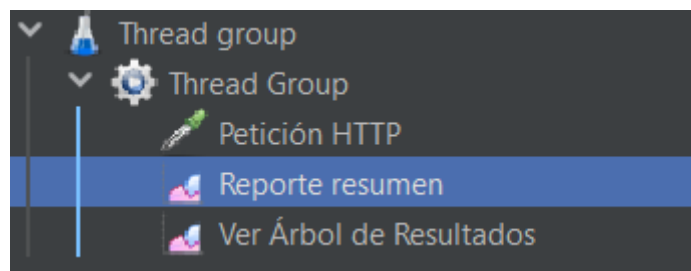 Thread group
Thread Group
Petición HTTP
Reporte resumen
Ver Árbol de Resultados